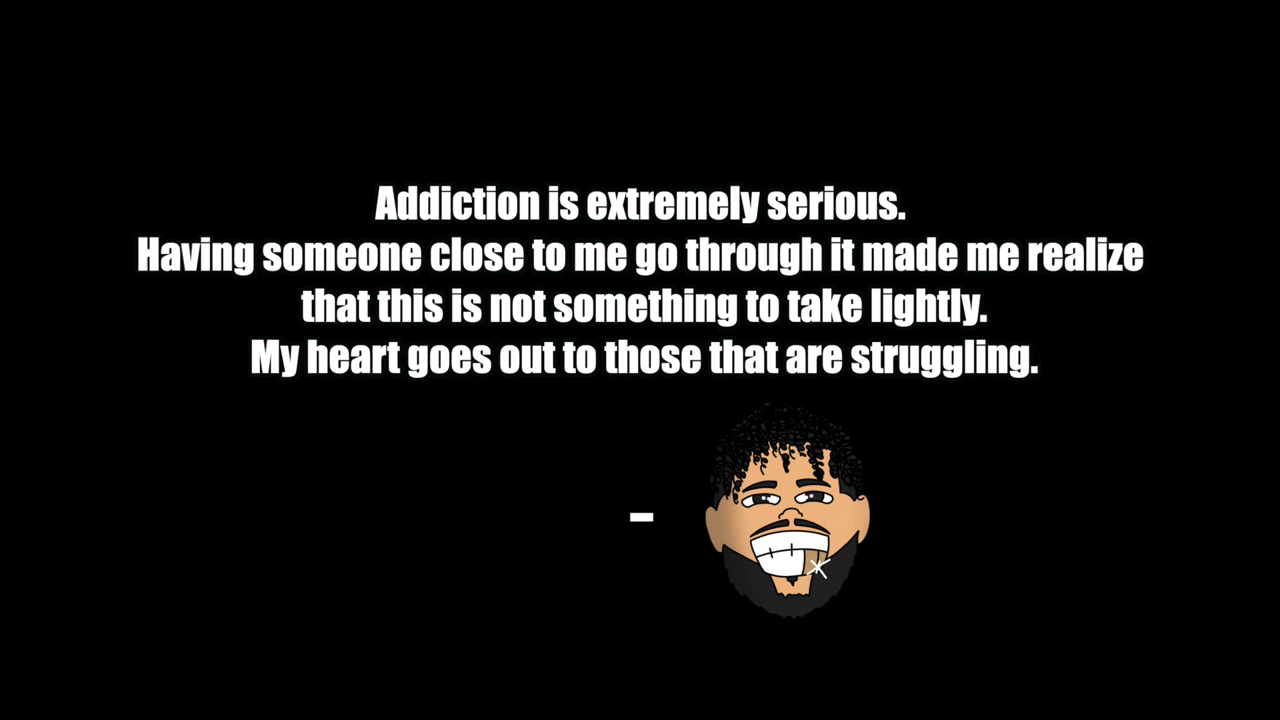 Addiction is extremely serious.
Having someone close to me go through it made me realize
that this is not something to take lightly.
My heart goes out to those that are struggling.
-